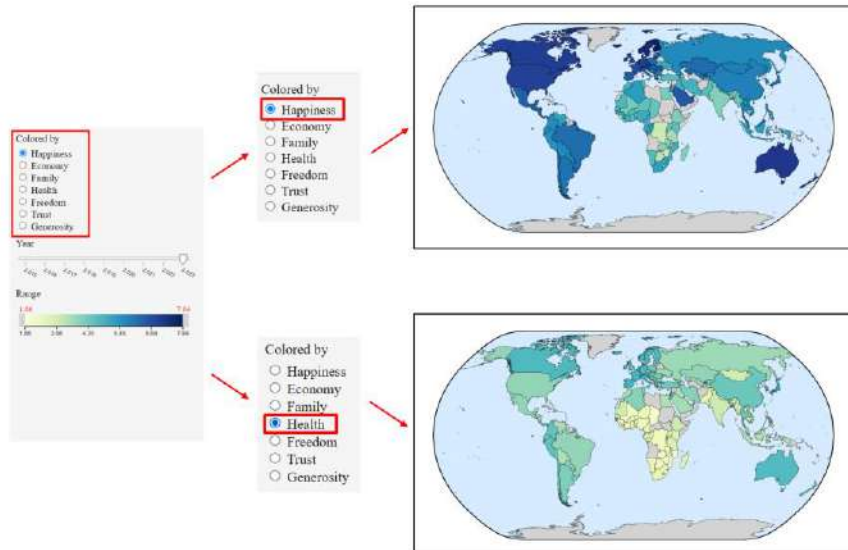 Colored by
Happiness
Economy
Family
Health
Freedom
Trust
Generosity
Year
Range
Colored by
Happiness
Economy
Family
Health
Freedom
Trust
Generosity
Colored by
Happiness
Economy
Family
Health
Freedom
Trust
Generosity